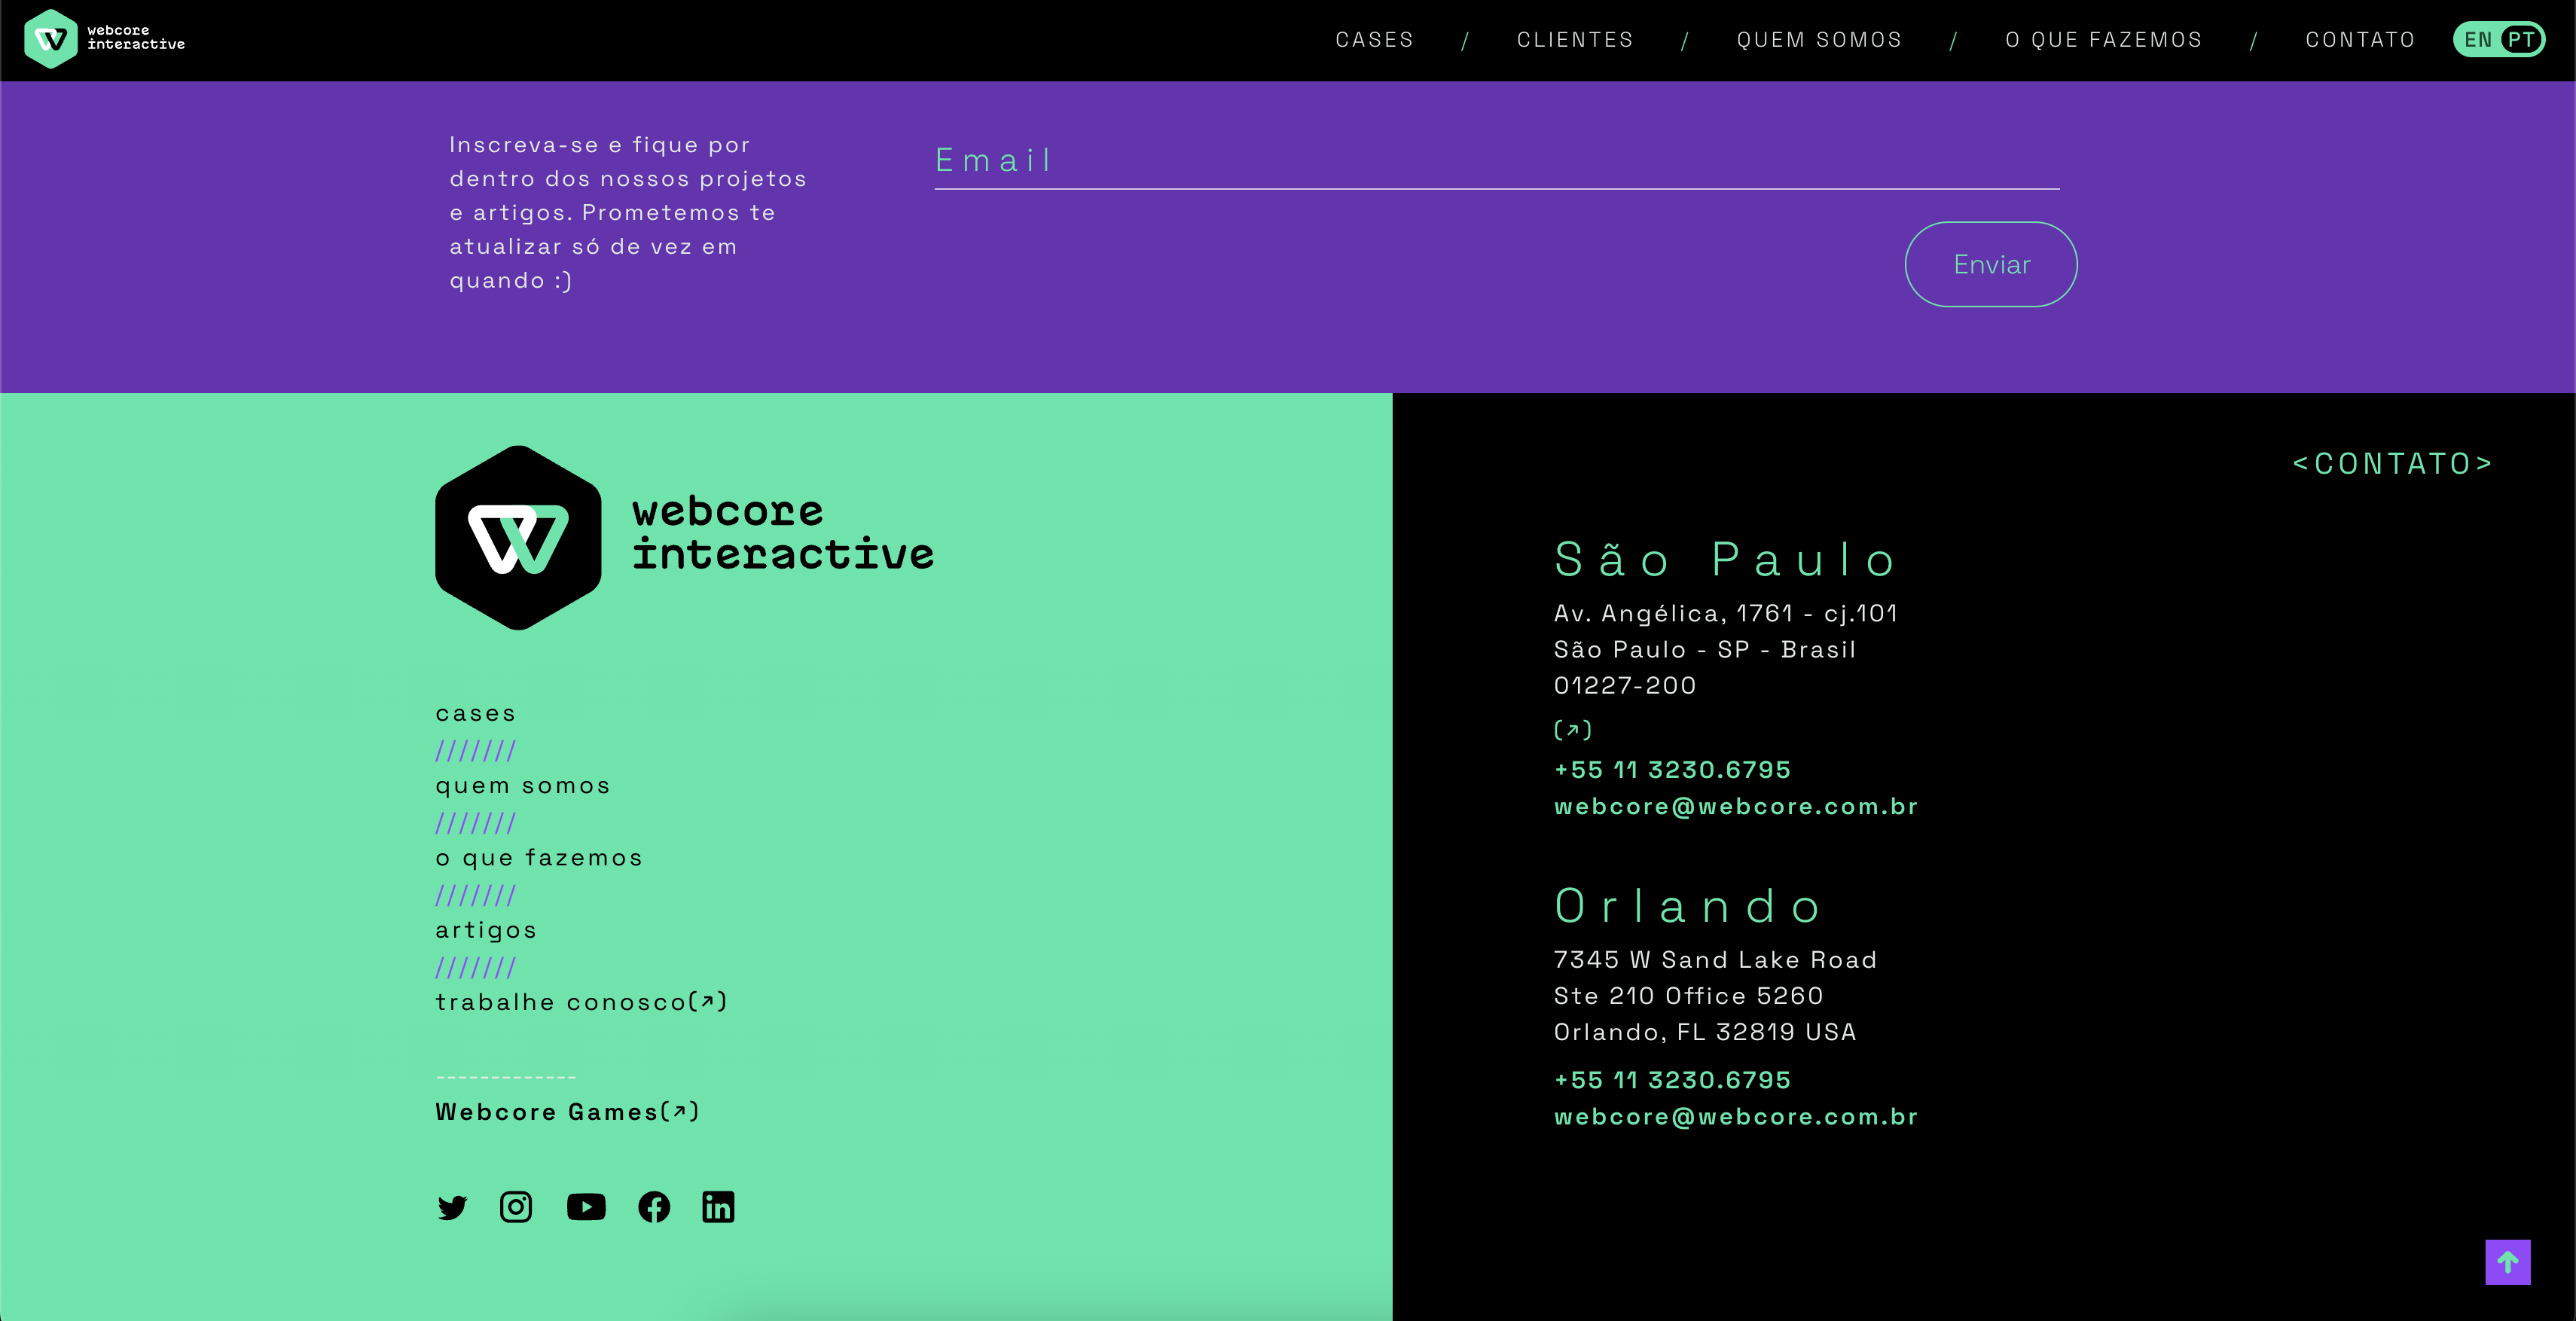 webcore
interactive
CASES / CLIENTES / QUEM SOMOS / O QUE FAZEMOS / CONTATO EN PT
Inscreva-se e fique por
dentro dos nossos projetos
e artigos. Prometemos te
atualizar só de vez em
quando :)
Email
Enviar
webcore
interactive
cases
///////
quem somos
///////
o que fazemos
///////
artigos
///////
trabalhe conosco(↗)
-------------
Webcore Games(↗)
<CONTATO>
São Paulo
Av. Angélica, 1761 - cj.101
São Paulo - SP - Brasil
01227-200
(↗)
+55 11 3230.6795
webcore@webcore.com.br
Orlando
7345 W Sand Lake Road
Ste 210 Office 5260
Orlando, FL 32819 USA
+55 11 3230.6795
webcore@webcore.com.br